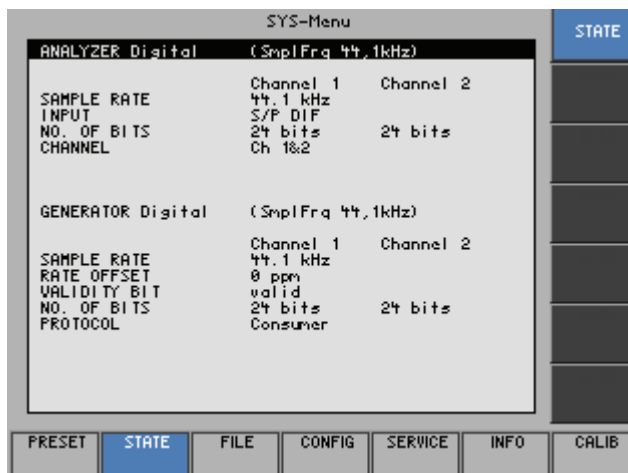 SYS-Menu
STATE
ANALYZER Digital (SmplFrq 44,1kHz)
Channel 1 Channel 2
SAMPLE RATE 44.1 kHz
INPUT S/P DIF
NO. OF BITS 24 bits 24 bits
CHANNEL Ch 1&2
GENERATOR Digital (SmplFrq 44,1kHz)
Channel 1 Channel 2
SAMPLE RATE 44.1 kHz
RATE OFFSET 0 ppm
VALIDITY BIT valid
NO. OF BITS 24 bits 24 bits
PROTOCOL Consumer
PRESET STATE FILE CONFIG SERVICE INFO CALIB